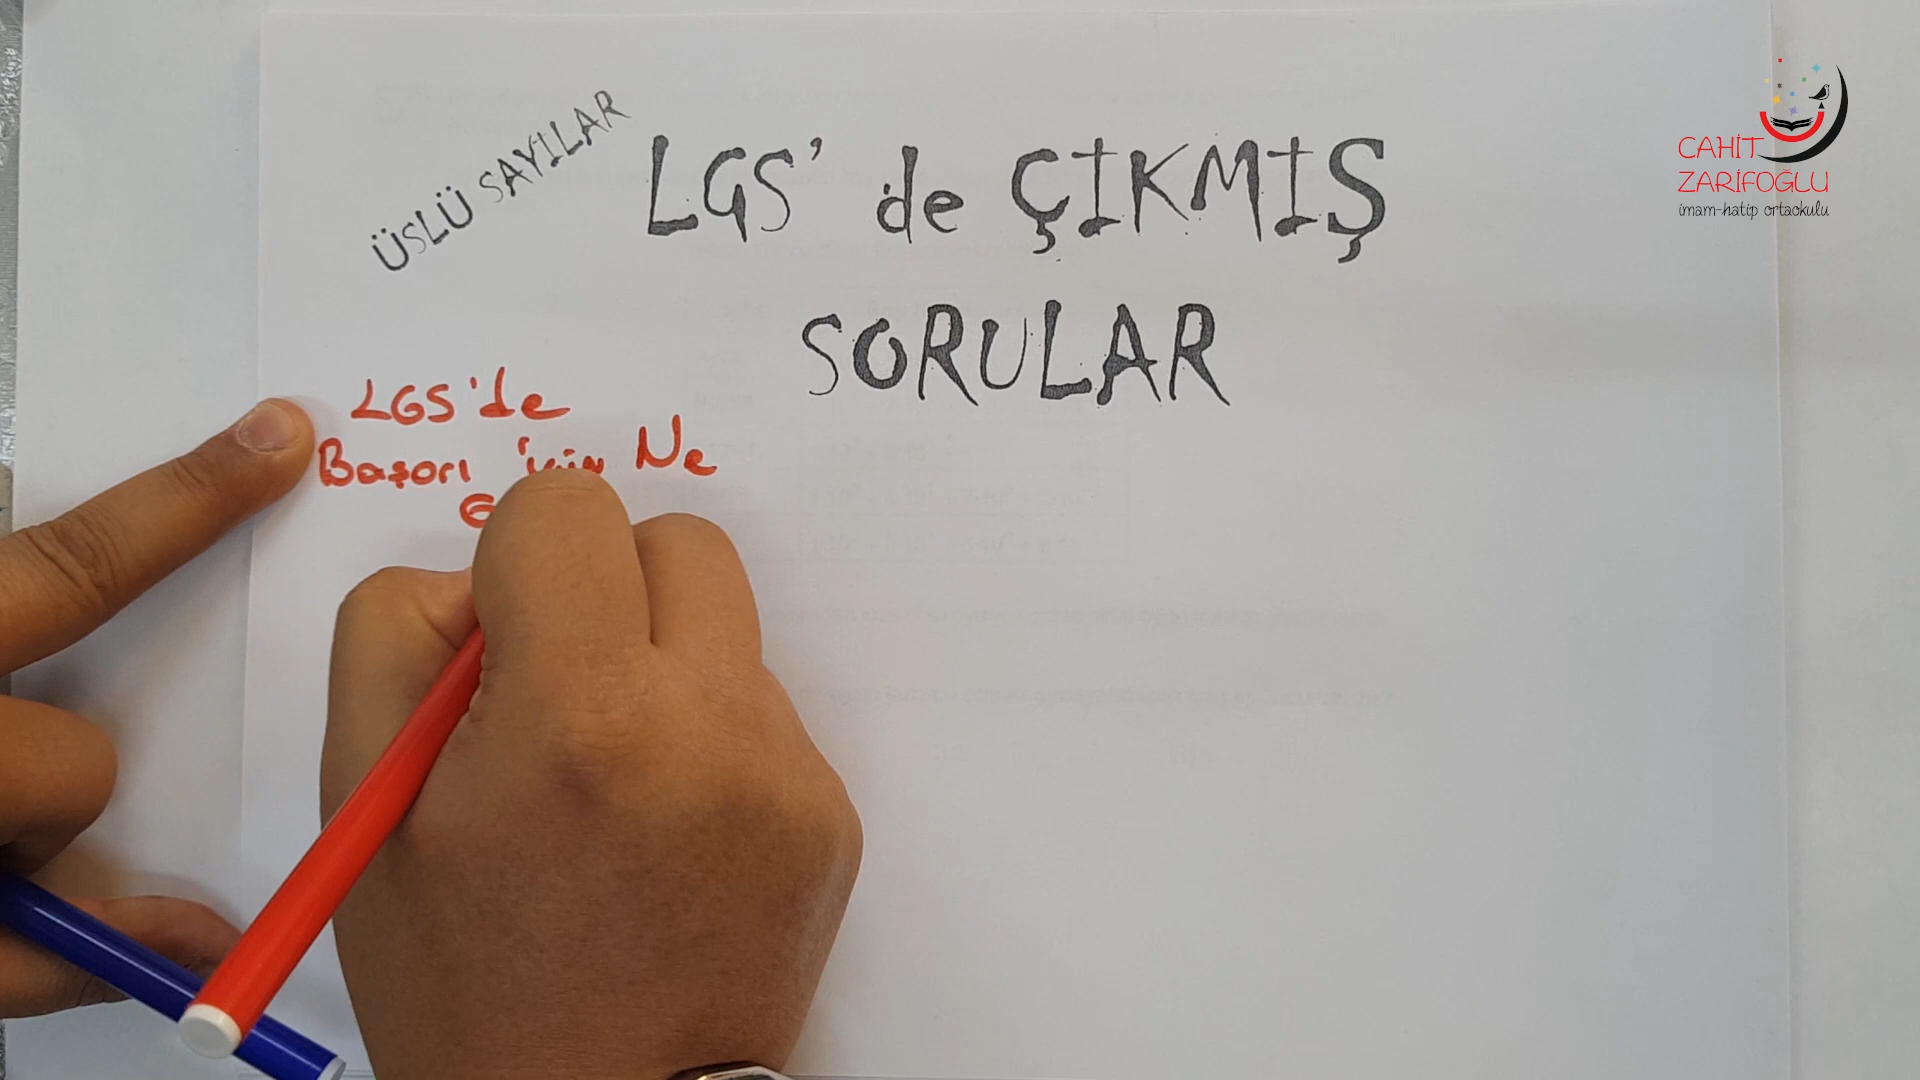 ÜSLÜ SAYILAR
LGS' de ÇIKMIŞ
SORULAR
LGS'de
Başarı için Ne
CAHİT
ZARİFOĞLU
imam-hatip ortaokulu